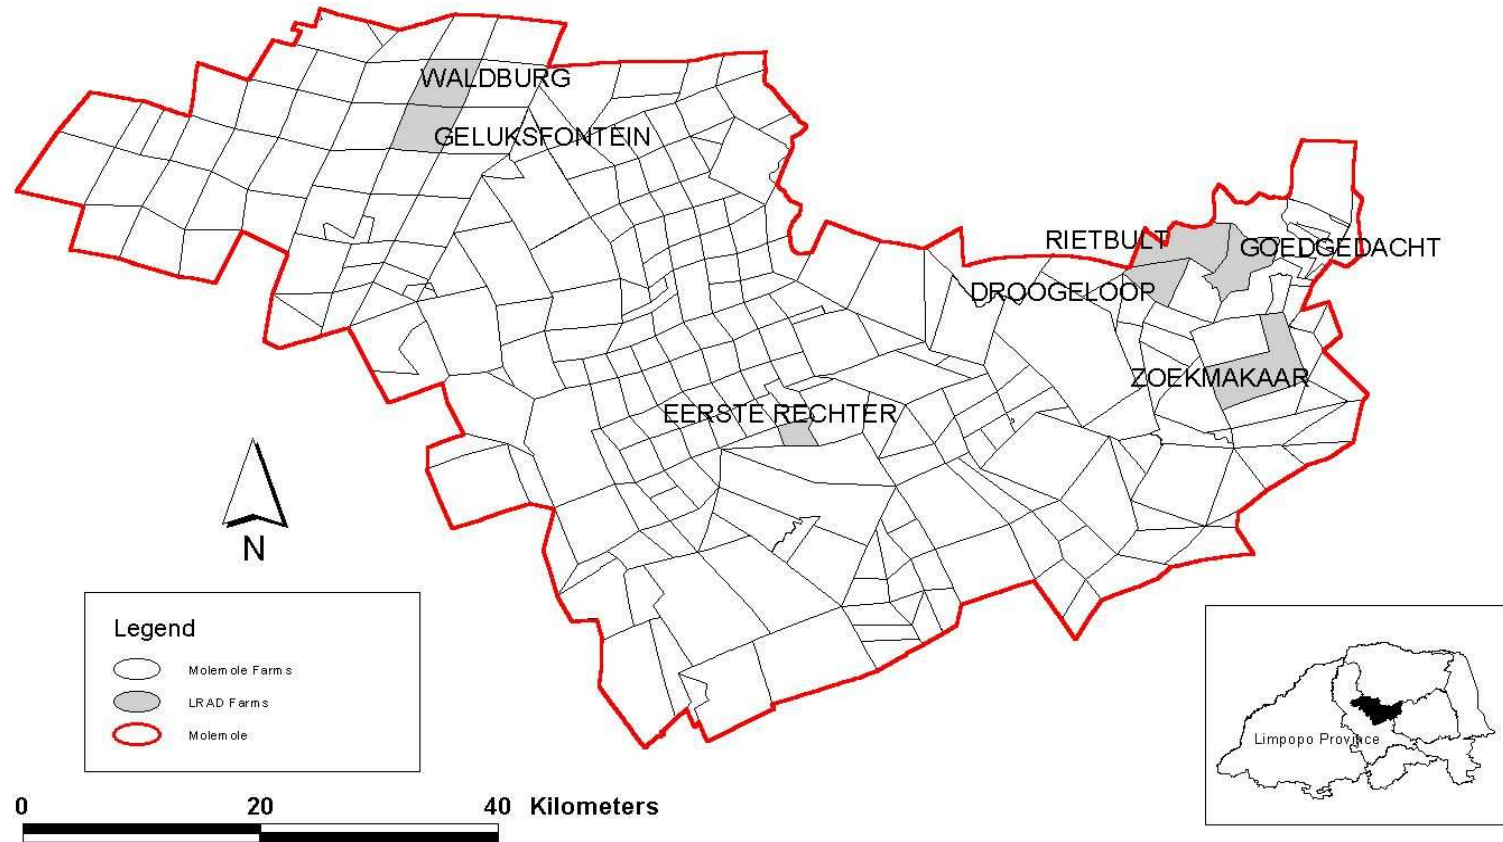 WALDBURG
GELUKSFONTEIN
RIETBULT
GOEDGEDACHT
DROOGELOOP
ZOEKMAKAAR
EERSTE RECHTER
N
Legend
Molemole Farms
LRAD Farms
Molemole
Limpopo Province
0 20 40 Kilometers